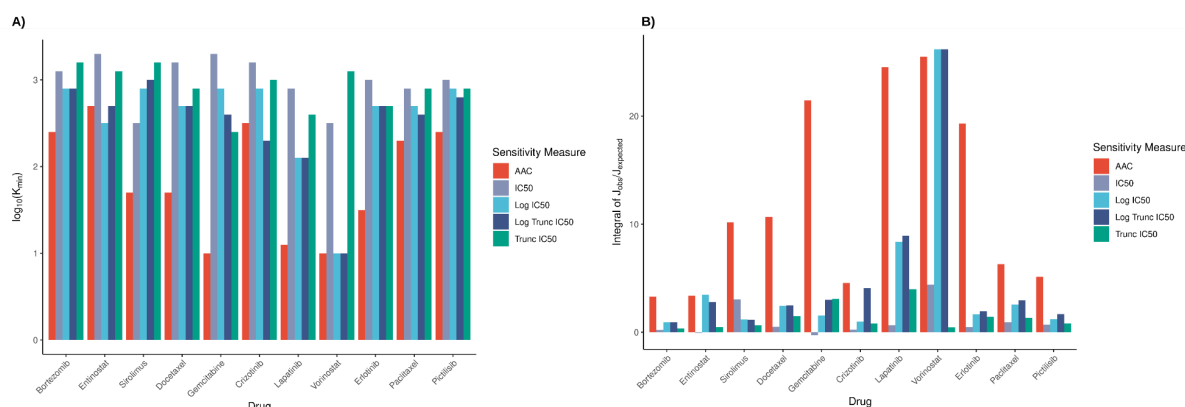 A)
log10(Kmin)
3
2
1
0
Bortezomib
Entinostat
Sirolimus
Docetaxel
Gemcitabine
Crizotinib
Lapatinib
Vorinostat
Erlotinib
Paclitaxel
Pictilisib
Drug
Sensitivity Measure
AAC
IC50
Log IC50
Log Trunc IC50
Trunc IC50
B)
Integral of Jobs/Jexpected
20
10
0
Bortezomib
Entinostat
Sirolimus
Docetaxel
Gemcitabine
Crizotinib
Lapatinib
Vorinostat
Erlotinib
Paclitaxel
Pictilisib
Drug
Sensitivity Measure
AAC
IC50
Log IC50
Log Trunc IC50
Trunc IC50